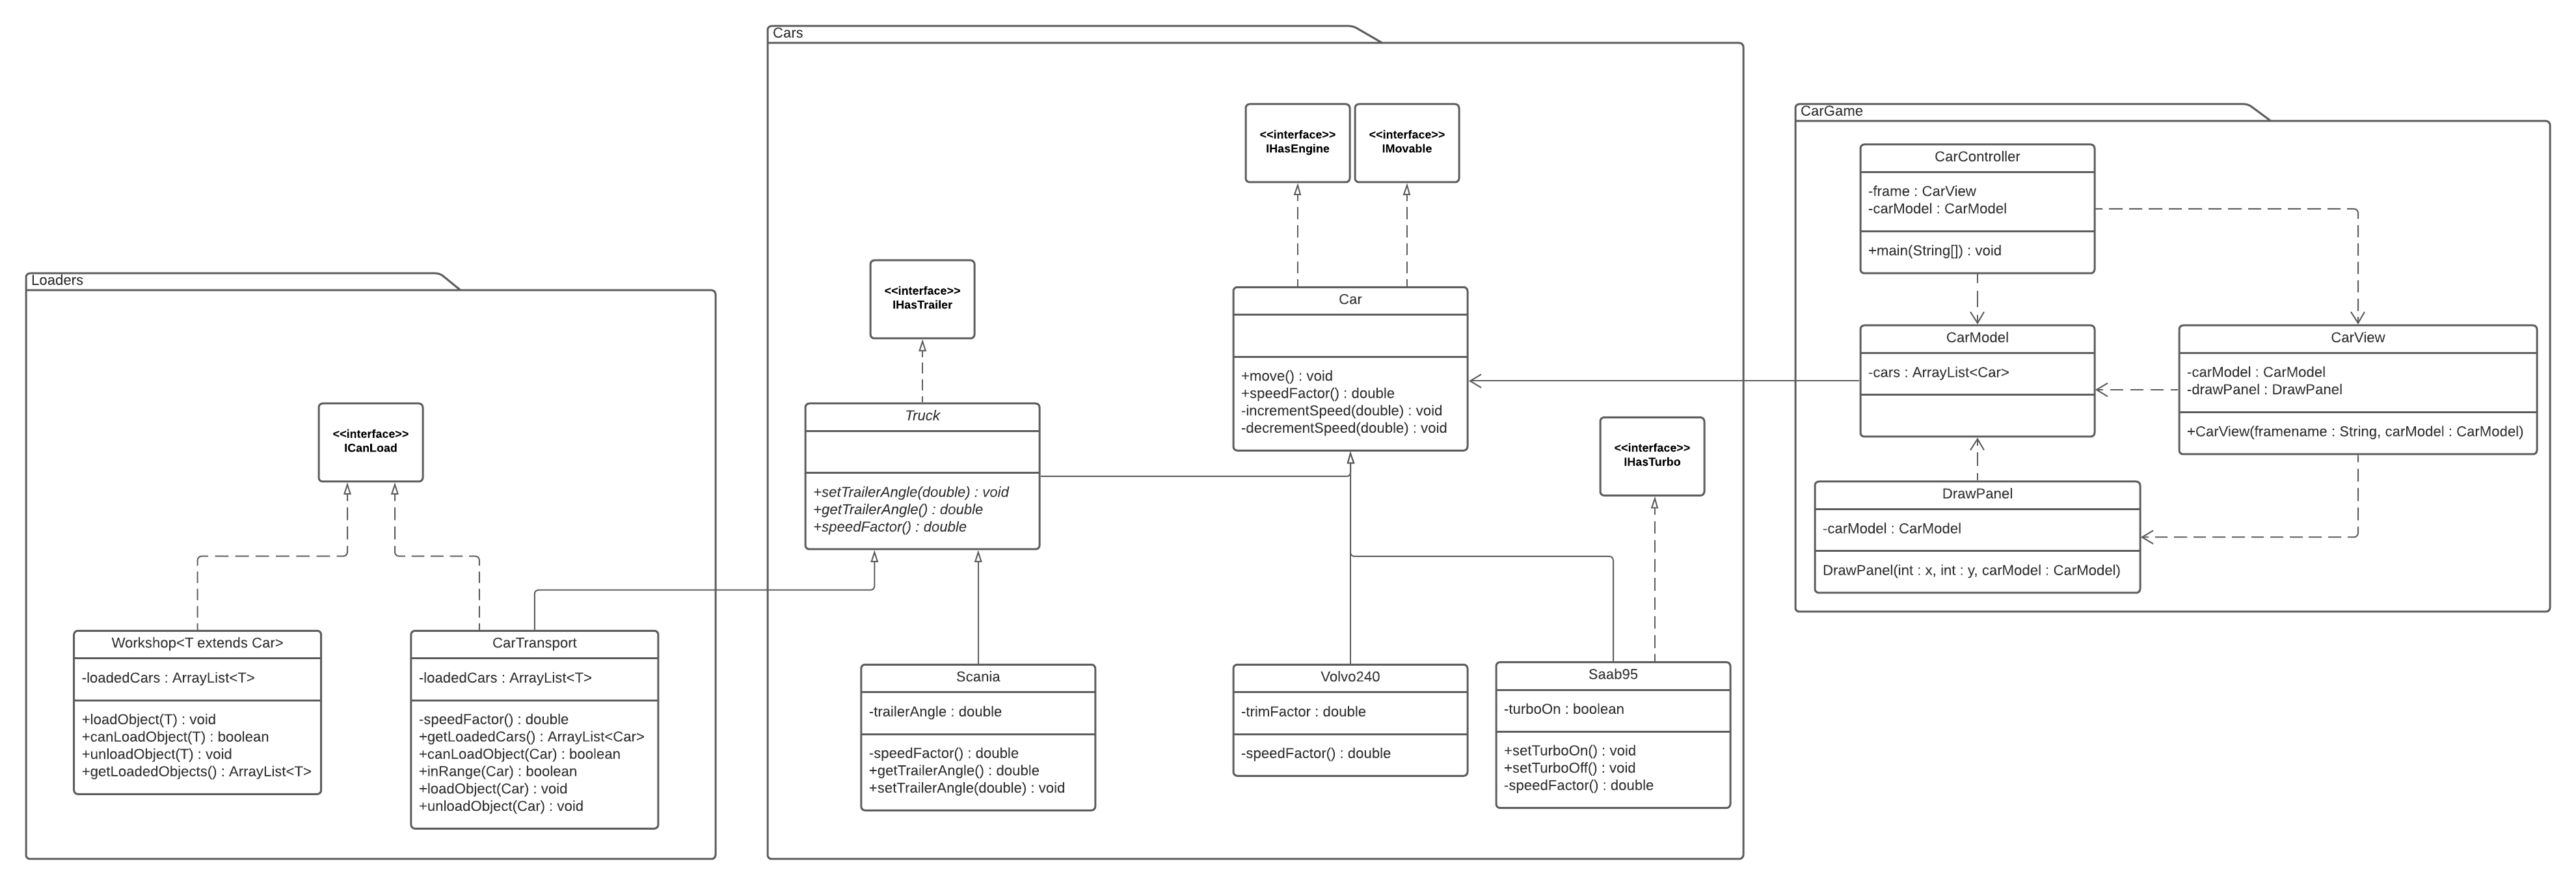 Loaders
<<interface>>
ICanLoad
Workshop<T extends Car>
-loadedCars : ArrayList<T>
+loadObject(T) : void
+canLoadObject(T) : boolean
+unloadObject(T) : void
+getLoadedObjects() : ArrayList<T>
CarTransport
-loadedCars : ArrayList<T>
-speedFactor() : double
+getLoadedCars() : ArrayList<Car>
+canLoadObject(Car) : boolean
+inRange(Car) : boolean
+loadObject(Car) : void
+unloadObject(Car) : void
Cars
<<interface>>
IHasEngine
<<interface>>
IMovable
<<interface>>
IHasTrailer
Car
+move() : void
+speedFactor() : double
-incrementSpeed(double) : void
-decrementSpeed(double) : void
Truck
+setTrailerAngle(double) : void
+getTrailerAngle() : double
+speedFactor() : double
<<interface>>
IHasTurbo
Scania
-trailerAngle : double
-speedFactor() : double
+getTrailerAngle() : double
+setTrailerAngle(double) : void
Volvo240
-trimFactor : double
-speedFactor() : double
Saab95
-turboOn : boolean
+setTurboOn() : void
+setTurboOff() : void
-speedFactor() : double
CarGame
CarController
-frame : CarView
-carModel : CarModel
+main(String[]) : void
CarModel
-cars : ArrayList<Car>
CarView
-carModel : CarModel
-drawPanel : DrawPanel
+CarView(framename : String, carModel : CarModel)
DrawPanel
-carModel : CarModel
DrawPanel(int : x, int : y, carModel : CarModel)